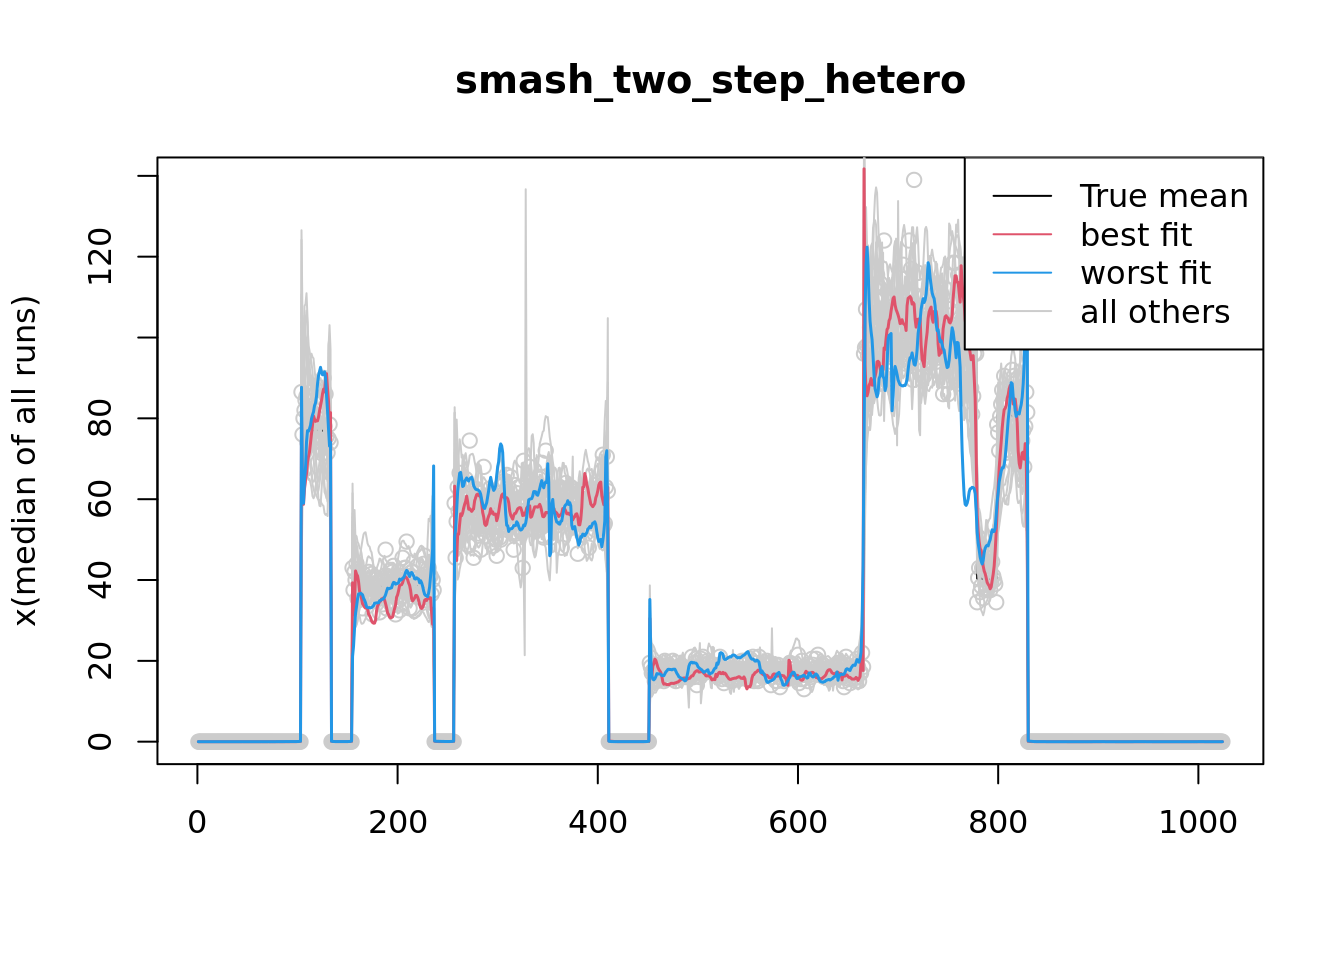 smash_two_step_hetero
True mean
best fit
worst fit
all others
x(median of all runs)
120
80
60
40
20
0
0 200 400 600 800 1000